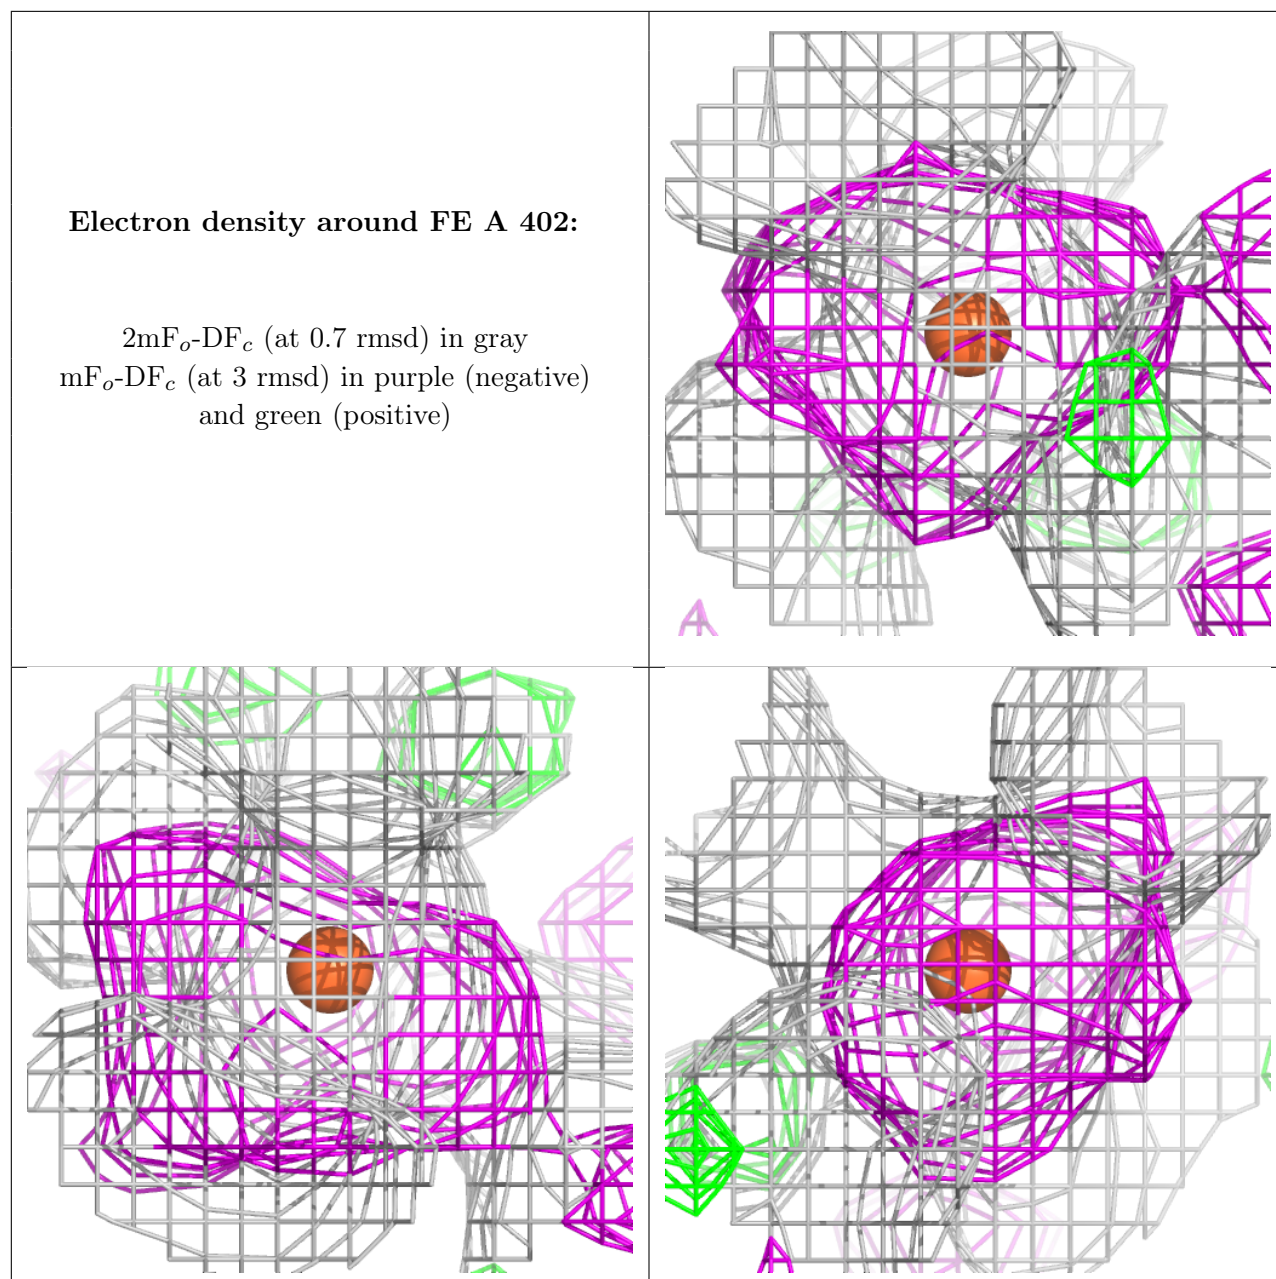 Electron density around FE A 402:
2mFo-DFc (at 0.7 rmsd) in gray
mFo-DFc (at 3 rmsd) in purple (negative)
and green (positive)